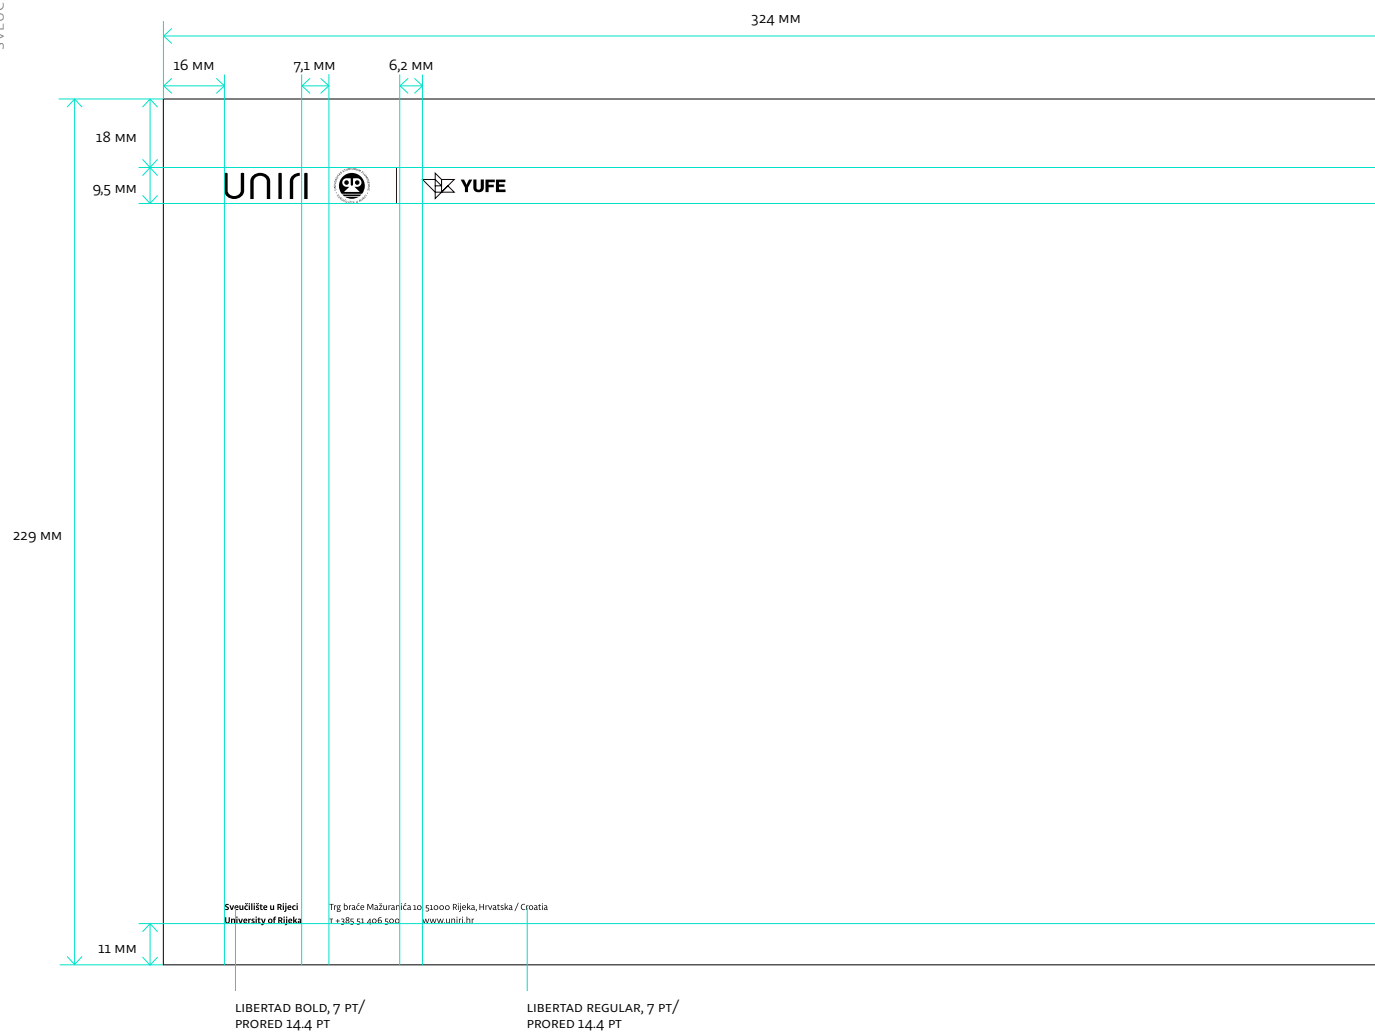 324 MM
16 MM
7,1 MM
6,2 MM
18 MM
9,5 MM
UNIRI
YUFE
229 MM
Sveučilište u Rijeci
University of Rijeka
Trg braće Mažuranića 10 51000 Rijeka, Hrvatska / Croatia
T +385 51 406 500
www.uniri.hr
11 MM
LIBERTAD BOLD, 7 PT/
PRORED 14.4 PT
LIBERTAD REGULAR, 7 PT/
PRORED 14.4 PT